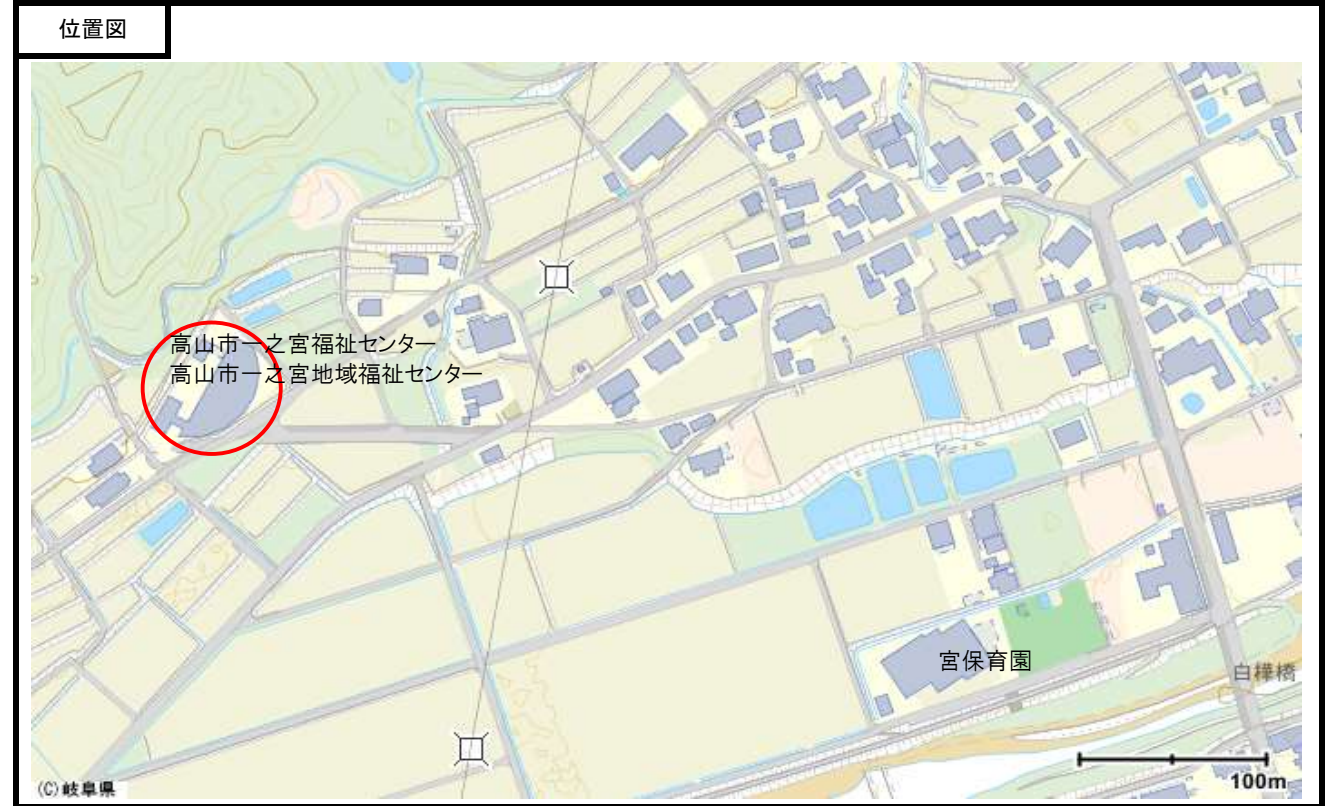 位置図
高山市一之宮福祉センター
高山市一之宮地域福祉センター
宮保育園
白樺橋
100m
(C)岐阜県